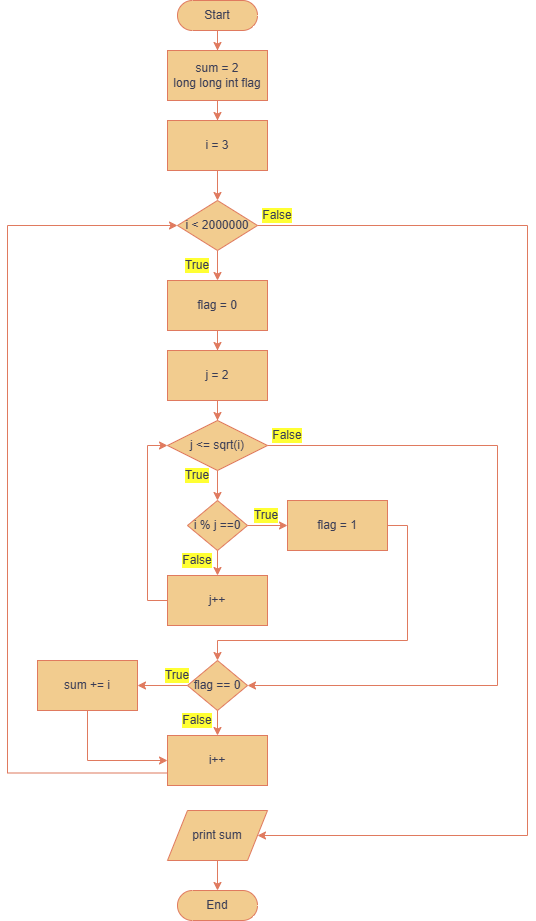 Start
sum = 2
long long int flag
i = 3
i < 2000000
False
True
flag = 0
j = 2
j <= sqrt(i)
False
True
i % j ==0
True
flag = 1
False
j++
flag == 0
True
sum += i
False
i++
print sum
End